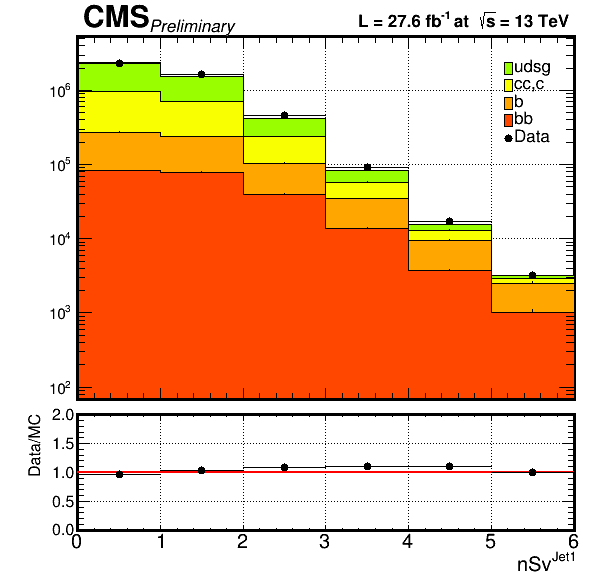 CMS Preliminary L = 27.6 fb⁻¹ at √s = 13 TeV
udsg
cc,c
b
bb
Data
10⁶
10⁵
10⁴
10³
10²
Data/MC
2.0
1.5
1.0
0.5
0.0
0 1 2 3 4 5 6
nSv^Jet1